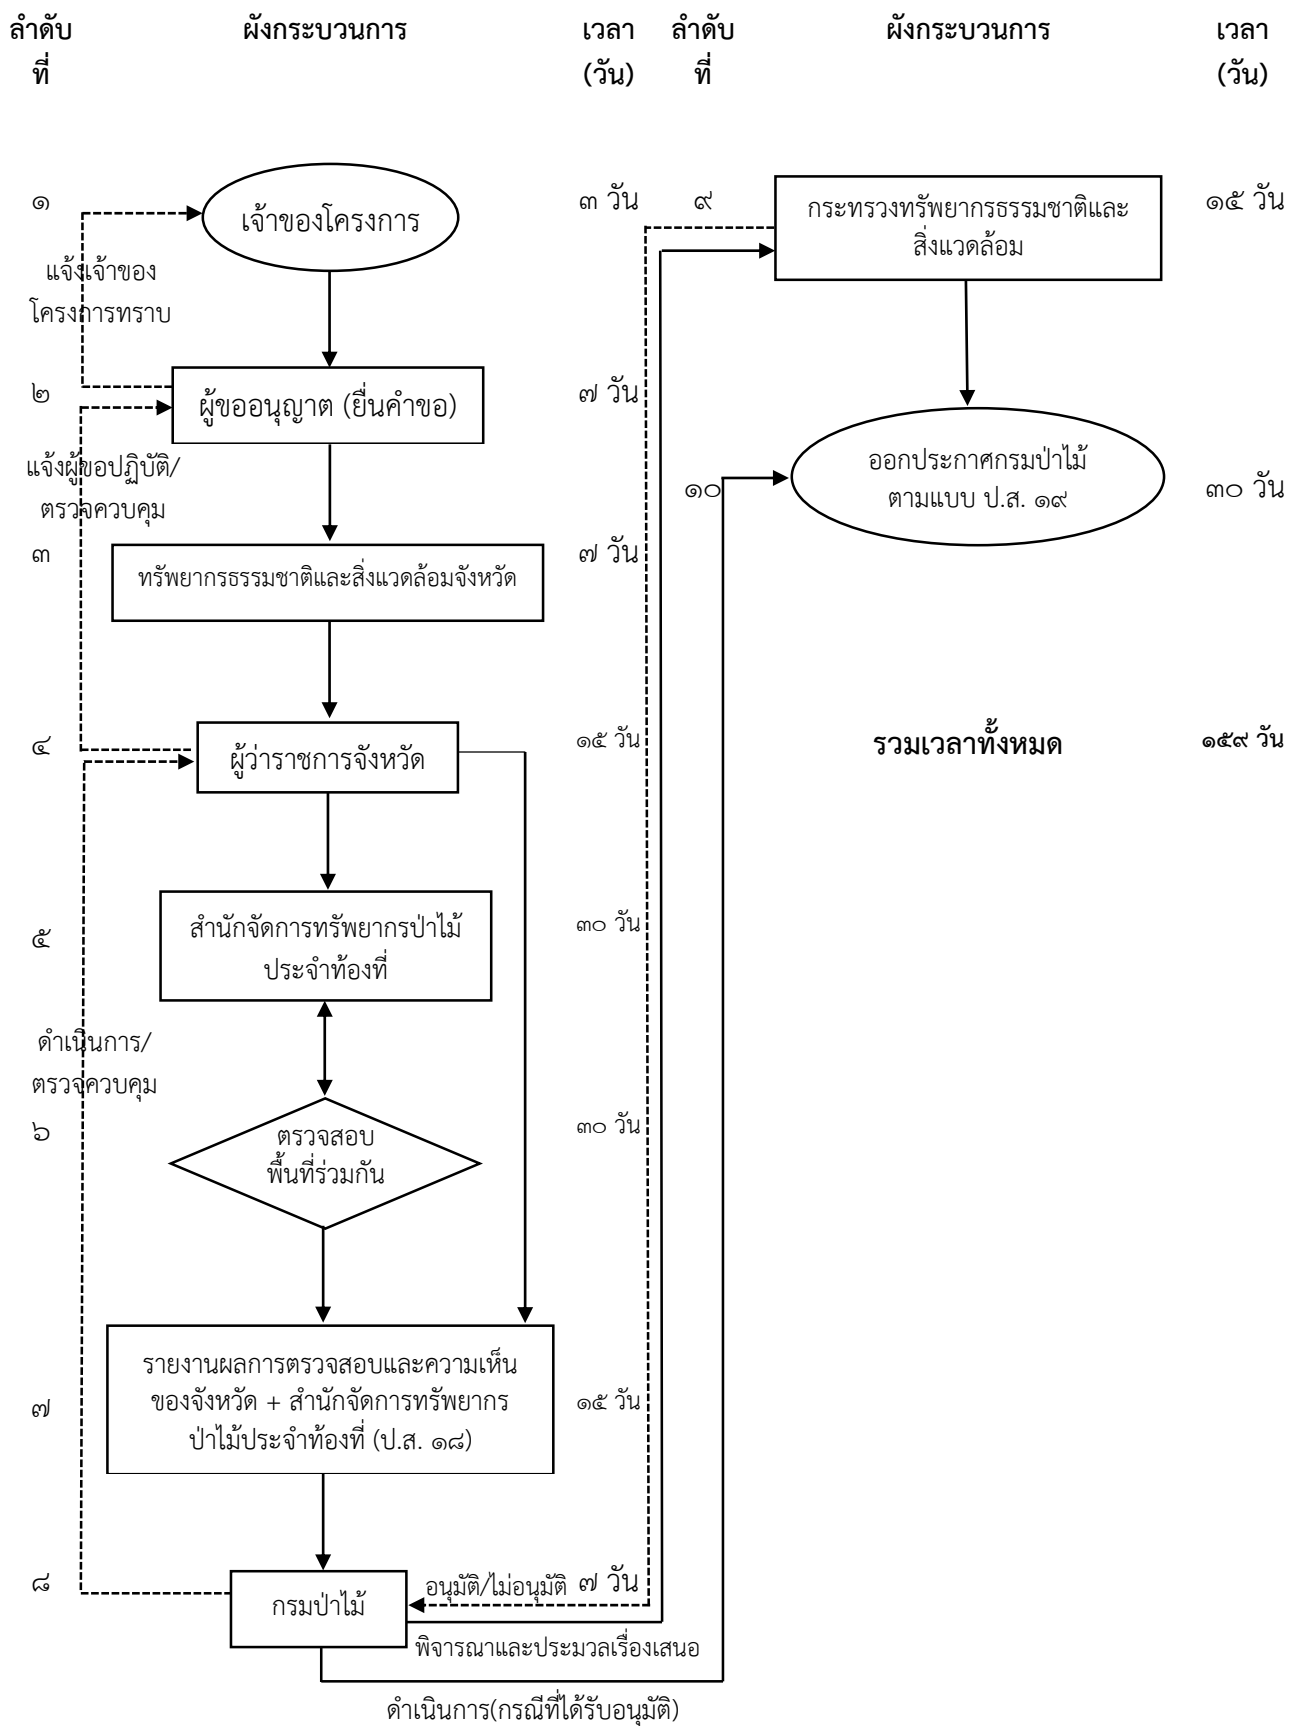 ลำดับ
ที่
ผังกระบวนการ
เวลา
(วัน)
๑
เจ้าของโครงการ
๓ วัน
แจ้งเจ้าของ
โครงการทราบ
๒
ผู้ขออนุญาต (ยื่นคำขอ)
๗ วัน
แจ้งผู้ขอปฏิบัติ/
ตรวจควบคุม
๓
ทรัพยากรธรรมชาติและสิ่งแวดล้อมจังหวัด
๗ วัน
๔
ผู้ว่าราชการจังหวัด
๑๕ วัน
๕
สำนักจัดการทรัพยากรป่าไม้
ประจำท้องที่
๓๐ วัน
ดำเนินการ/
ตรวจควบคุม
๖
ตรวจสอบ
พื้นที่ร่วมกัน
๓๐ วัน
๗
รายงานผลการตรวจสอบและความเห็น
ของจังหวัด + สำนักจัดการทรัพยากร
ป่าไม้ประจำท้องที่ (ป.ส. ๑๘)
๑๕ วัน
๘
กรมป่าไม้
อนุมัติ/ไม่อนุมัติ
๗ วัน
พิจารณาและประมวลเรื่องเสนอ
ดำเนินการ(กรณีที่ได้รับอนุมัติ)
ลำดับ
ที่
ผังกระบวนการ
เวลา
(วัน)
๙
กระทรวงทรัพยากรธรรมชาติและ
สิ่งแวดล้อม
๑๕ วัน
๑๐
ออกประกาศกรมป่าไม้
ตามแบบ ป.ส. ๑๙
๓๐ วัน
รวมเวลาทั้งหมด
๑๕๙ วัน